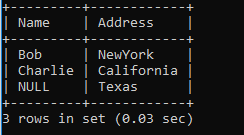 +---------+------------+
| Name    | Address    |
+---------+------------+
| Bob     | NewYork    |
| Charlie | California |
| NULL    | Texas      |
+---------+------------+
3 rows in set (0.03 sec)